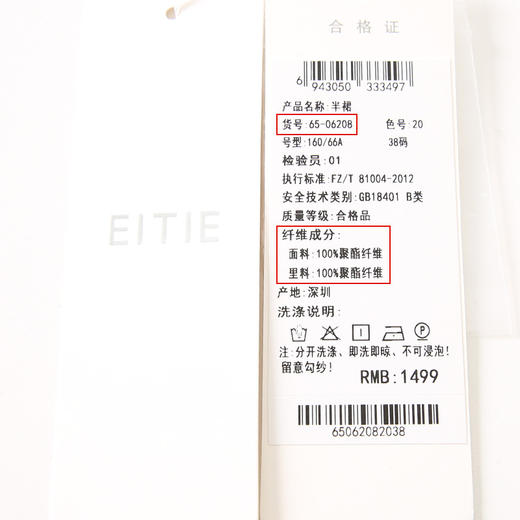 EITIE
合格证
6 943050 333497
产品名称:半裙
货号:65-06208 色号:20
号型:160/66A 38码
检验员:01
执行标准:FZ/T 81004-2012
安全技术类别:GB18401 B类
质量等级:合格品
纤维成分:
面料:100%聚酯纤维
里料:100%聚酯纤维
产地:深圳
洗涤说明:
注:分开洗涤、即洗即晾、不可浸泡!
留意勾纱!
RMB:1499
65062082038